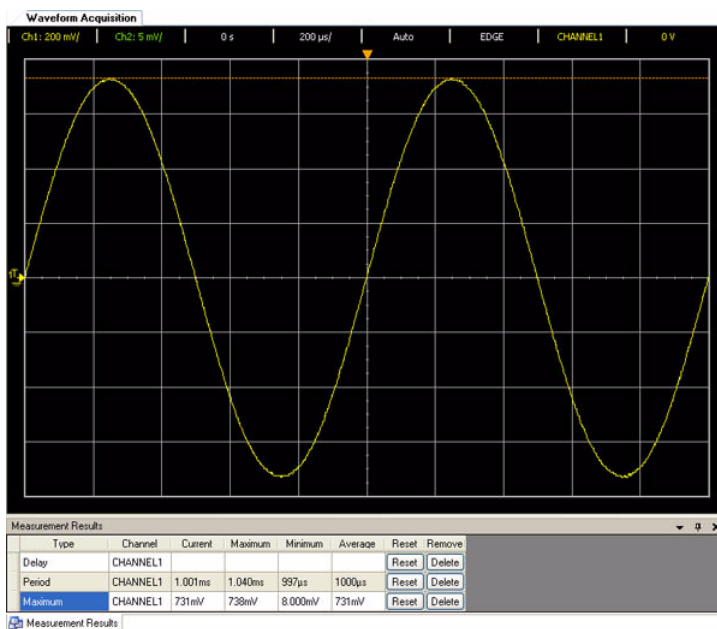 Waveform Acquisition
Ch1: 200 mV/ Ch2: 5 mV/ 0 s 200 µs/ Auto EDGE CHANNEL1 0 V
1T
Measurement Results
Type Channel Current Maximum Minimum Average Reset Remove
Delay CHANNEL1 Reset Delete
Period CHANNEL1 1.001ms 1.040ms 997µs 1000µs Reset Delete
Maximum CHANNEL1 731mV 738mV 8.000mV 731mV Reset Delete
Measurement Results